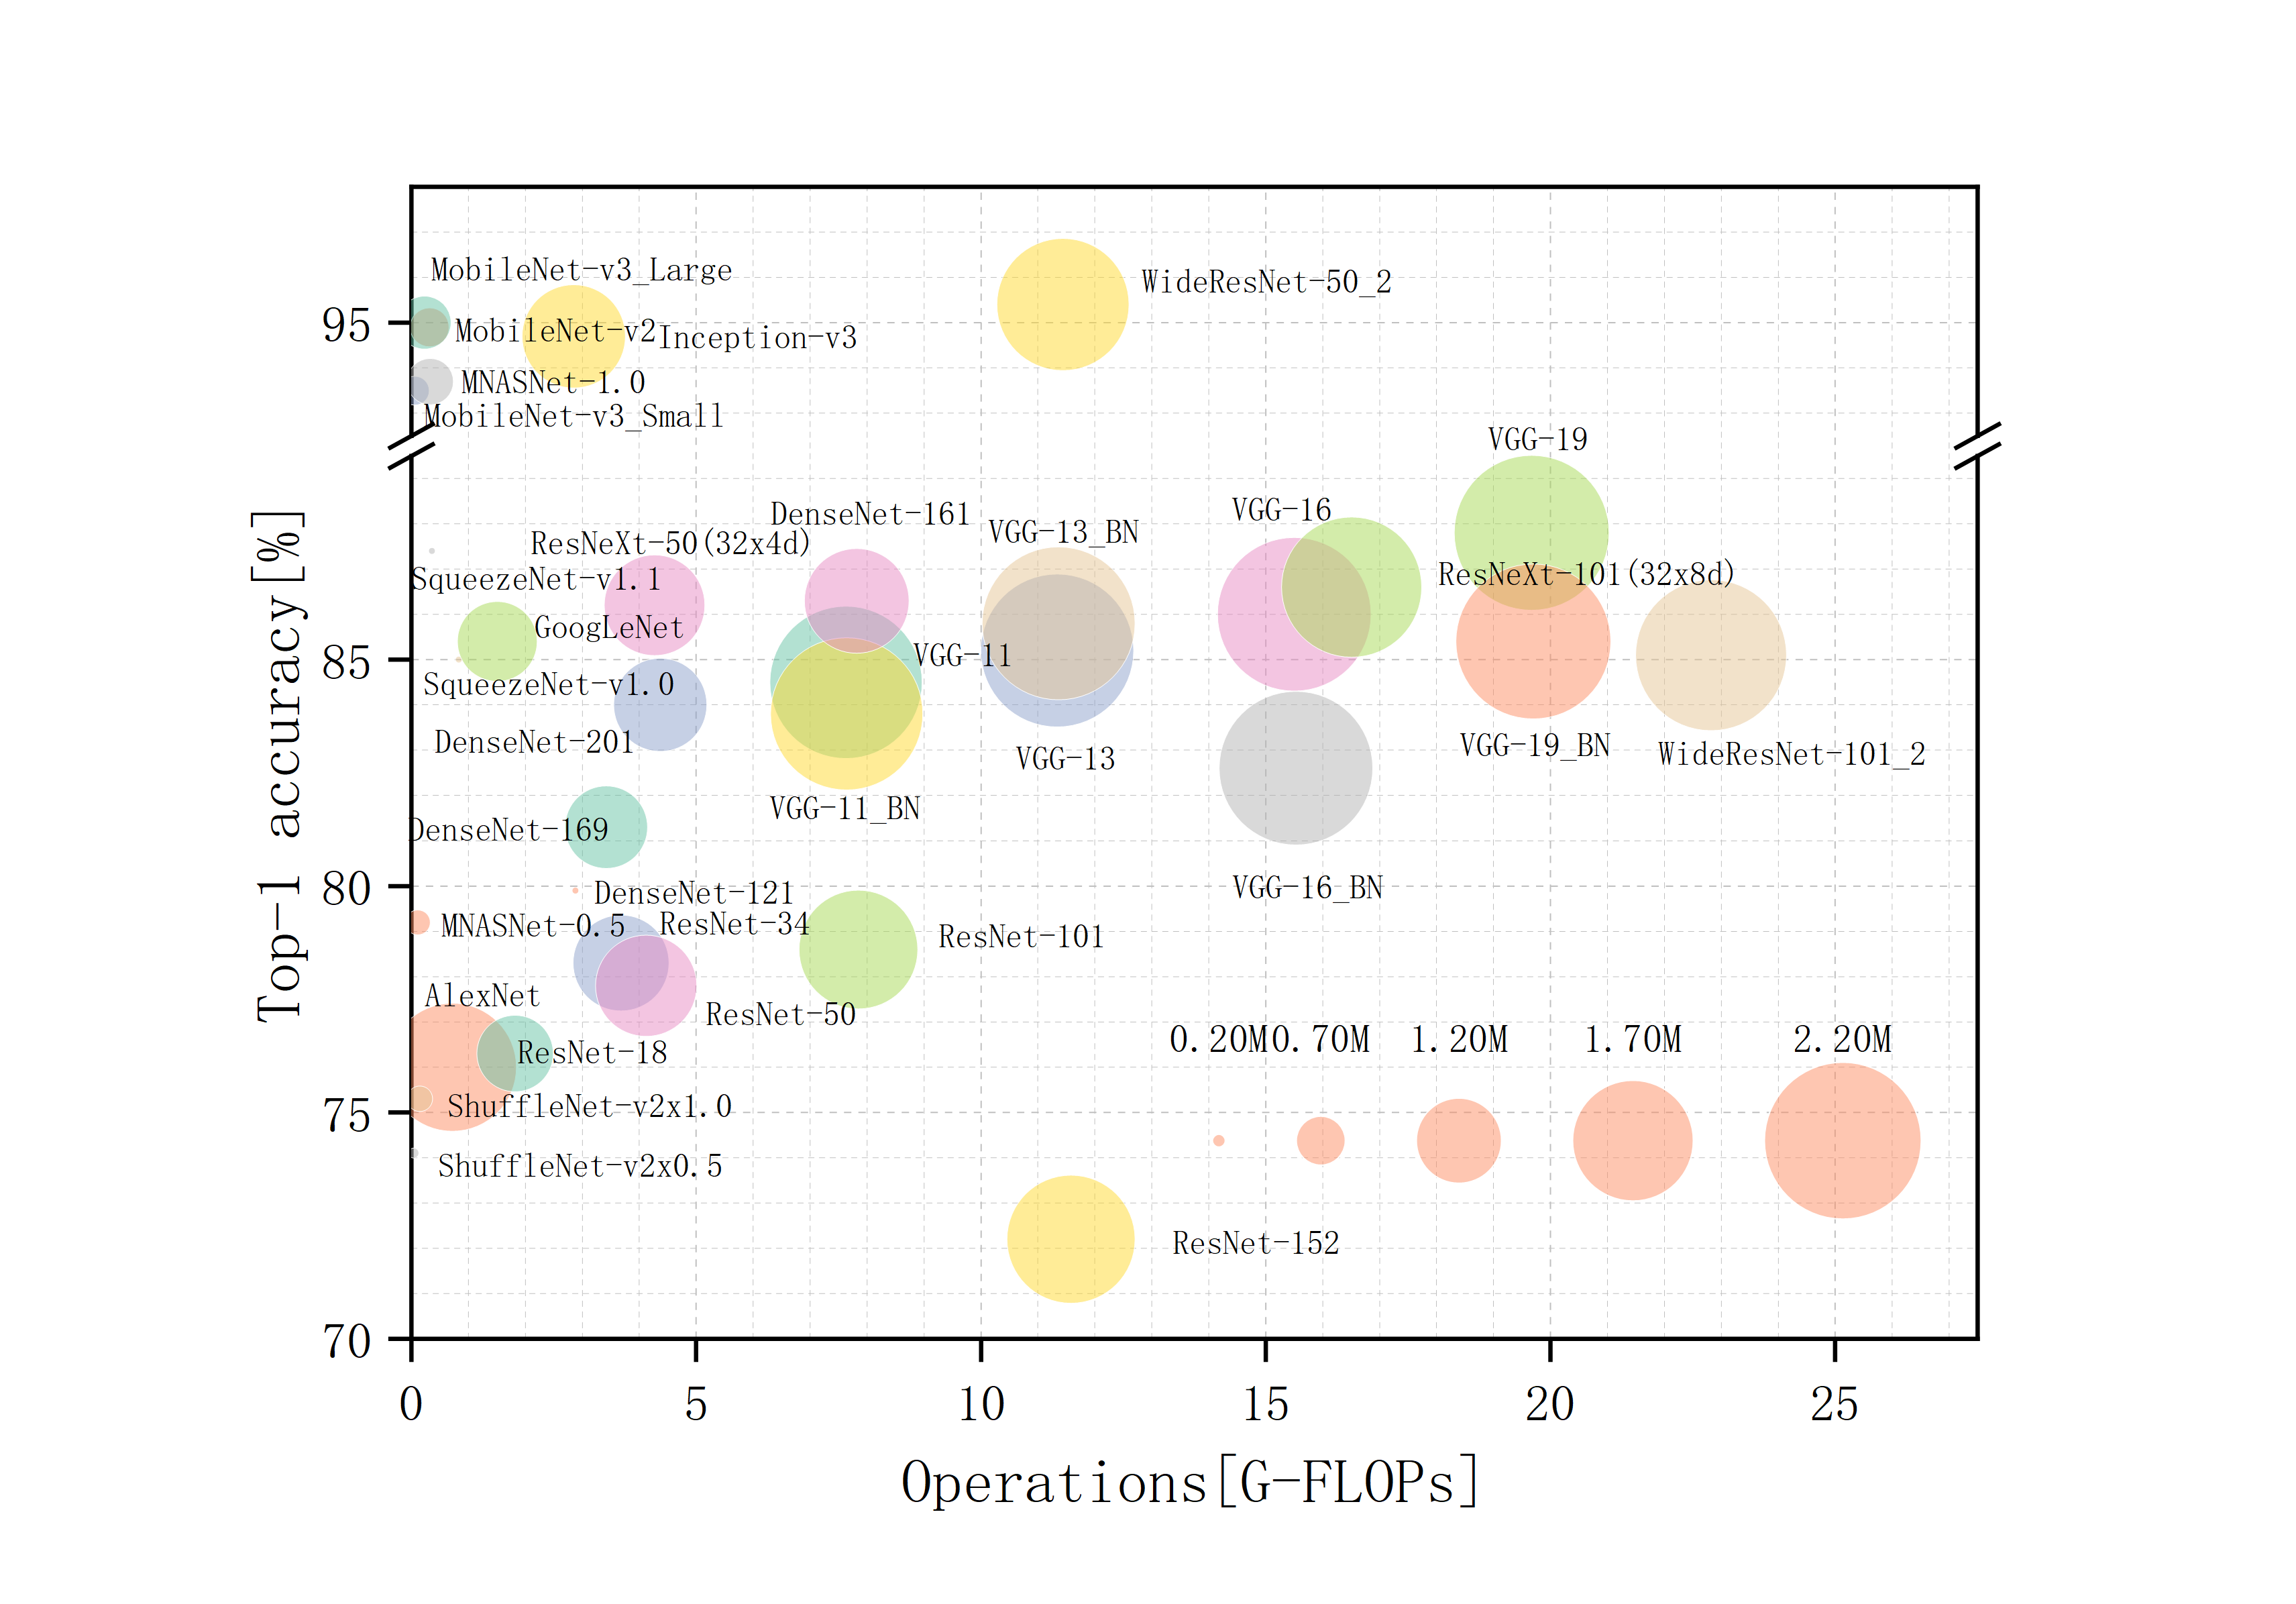 MobileNet-v3_Large
WideResNet-50_2
95
MobileNet-v2
Inception-v3
MNASNet-1.0
MobileNet-v3_Small
VGG-19
DenseNet-161
VGG-16
VGG-13_BN
ResNeXt-50(32x4d)
SqueezeNet-v1.1
ResNeXt-101(32x8d)
GoogLeNet
VGG-11
85
SqueezeNet-v1.0
DenseNet-201
VGG-13
VGG-19_BN
WideResNet-101_2
VGG-11_BN
DenseNet-169
80
DenseNet-121
VGG-16_BN
MNASNet-0.5
ResNet-34
ResNet-101
AlexNet
ResNet-50
0.20M
0.70M
1.20M
1.70M
2.20M
ResNet-18
75
ShuffleNet-v2x1.0
ShuffleNet-v2x0.5
ResNet-152
70
Top-1 accuracy[%]
0
5
10
15
20
25
Operations[G-FLOPs]